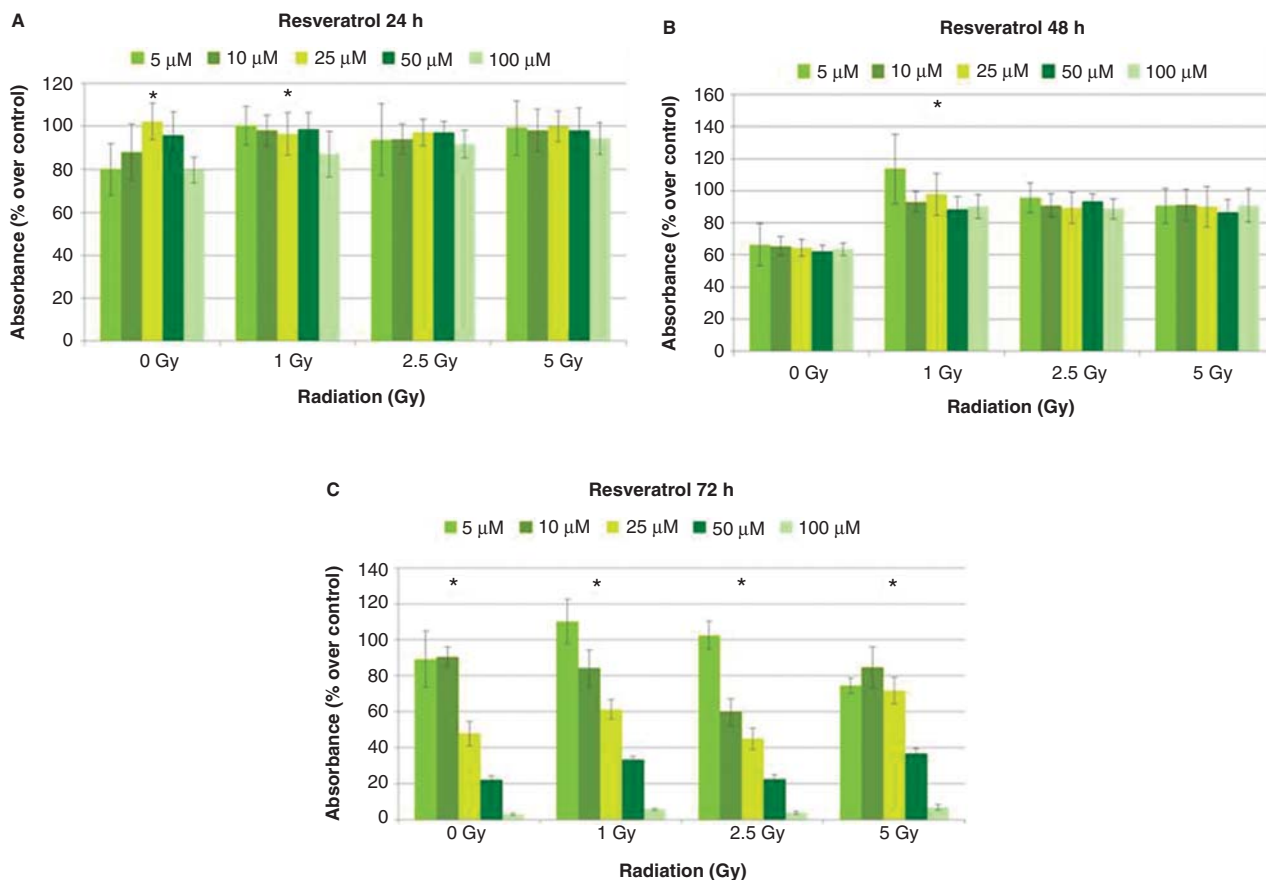 A
Resveratrol 24 h
5 μM 10 μM 25 μM 50 μM 100 μM
Absorbance (% over control)
120
100
80
60
40
20
0
* *
0 Gy 1 Gy 2.5 Gy 5 Gy
Radiation (Gy)
B
Resveratrol 48 h
5 μM 10 μM 25 μM 50 μM 100 μM
Absorbance (% over control)
160
140
120
100
80
60
40
20
0
*
0 Gy 1 Gy 2.5 Gy 5 Gy
Radiation (Gy)
C
Resveratrol 72 h
5 μM 10 μM 25 μM 50 μM 100 μM
Absorbance (% over control)
140
120
100
80
60
40
20
0
* * * *
0 Gy 1 Gy 2.5 Gy 5 Gy
Radiation (Gy)